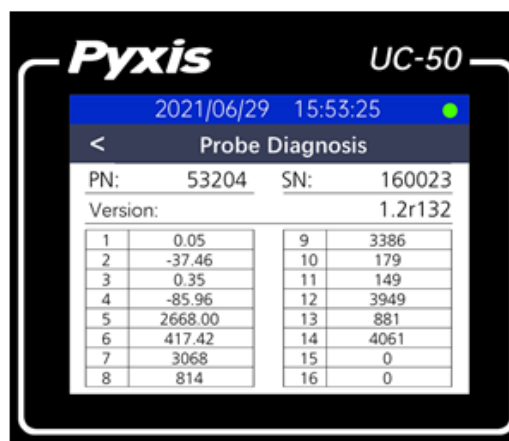 Pyxis UC-50
2021/06/29 15:53:25
< Probe Diagnosis
PN: 53204 SN: 160023
Version: 1.2r132
1 0.05 9 3386
2 -37.46 10 179
3 0.35 11 149
4 -85.96 12 3949
5 2668.00 13 881
6 417.42 14 4061
7 3068 15 0
8 814 16 0